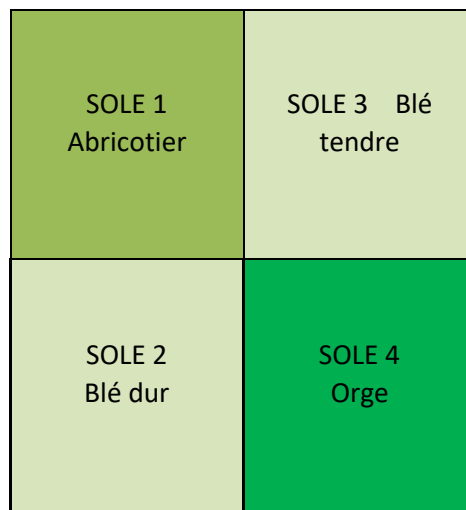 SOLE 1
Abricotier
SOLE 3 Blé
tendre
SOLE 2
Blé dur
SOLE 4
Orge